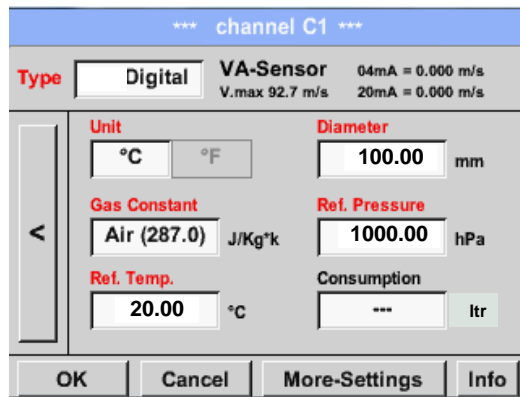 *** channel C1 ***
Type Digital VA-Sensor 04mA = 0.000 m/s
V.max 92.7 m/s 20mA = 0.000 m/s
Unit Diameter
°C °F 100.00 mm
Gas Constant Ref. Pressure
< Air (287.0) J/Kg*k 1000.00 hPa
Ref. Temp. Consumption
20.00 °C --- ltr
OK Cancel More-Settings Info